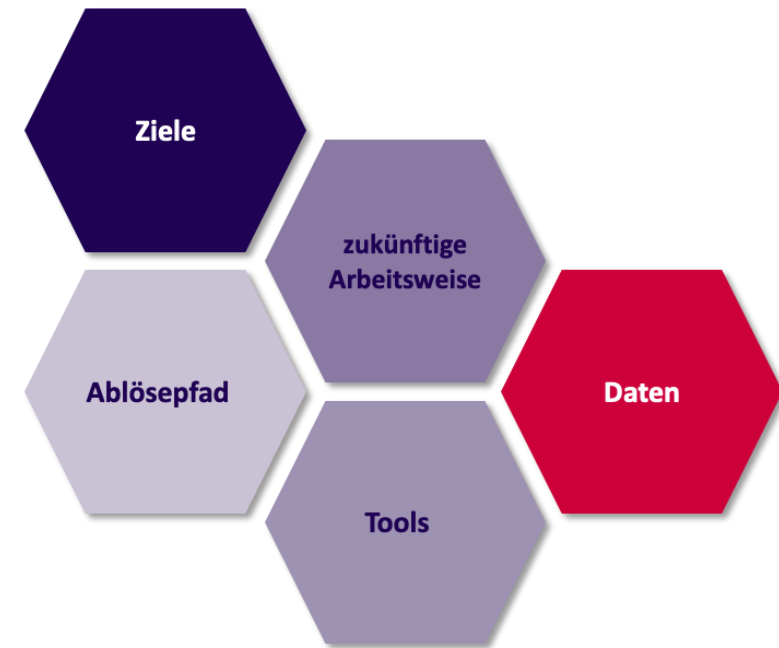 Ziele
zukünftige
Arbeitsweise
Ablösepfad
Daten
Tools